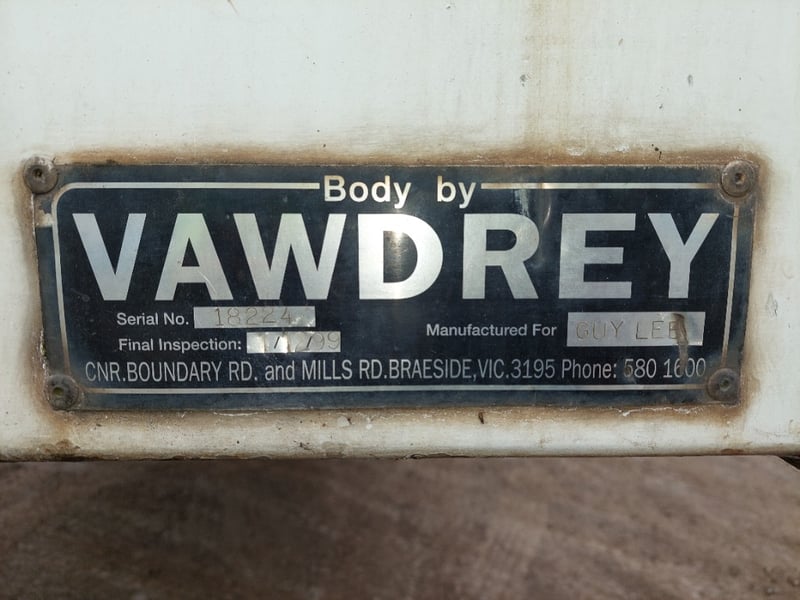 Body by
VAWDREY
Serial No. 18224
Final Inspection:
Manufactured For GUY LEE
CNR.BOUNDARY RD. and MILLS RD.BRAESIDE,VIC.3195 Phone: 580 1600